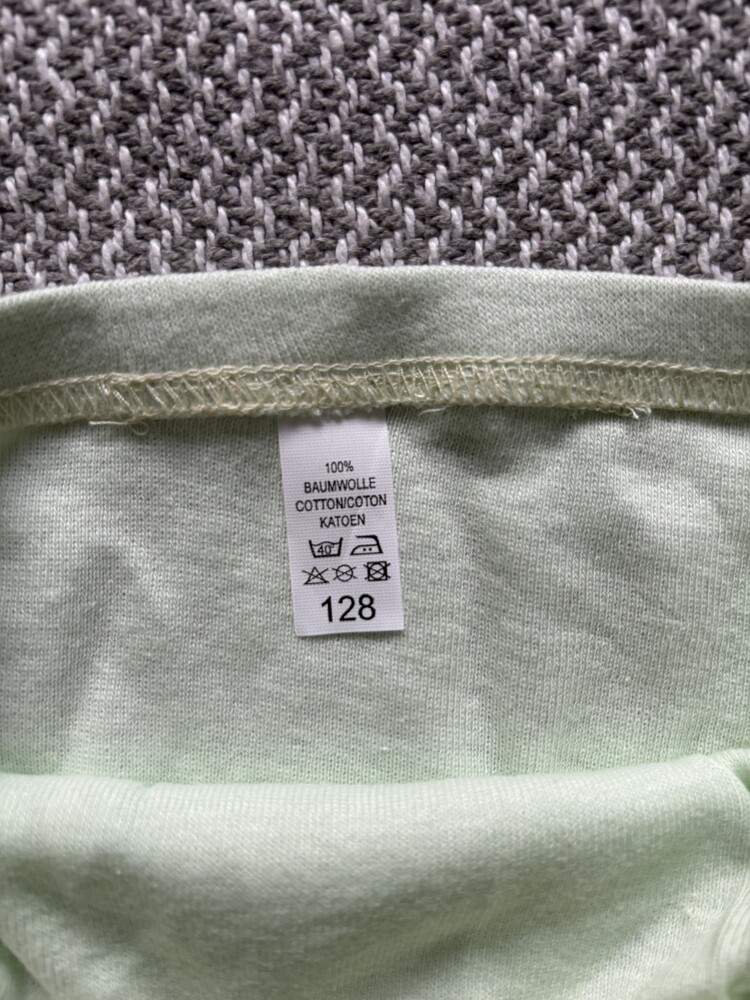 100%
BAUMWOLLE
COTTON/COTON
KATOEN
40°
128